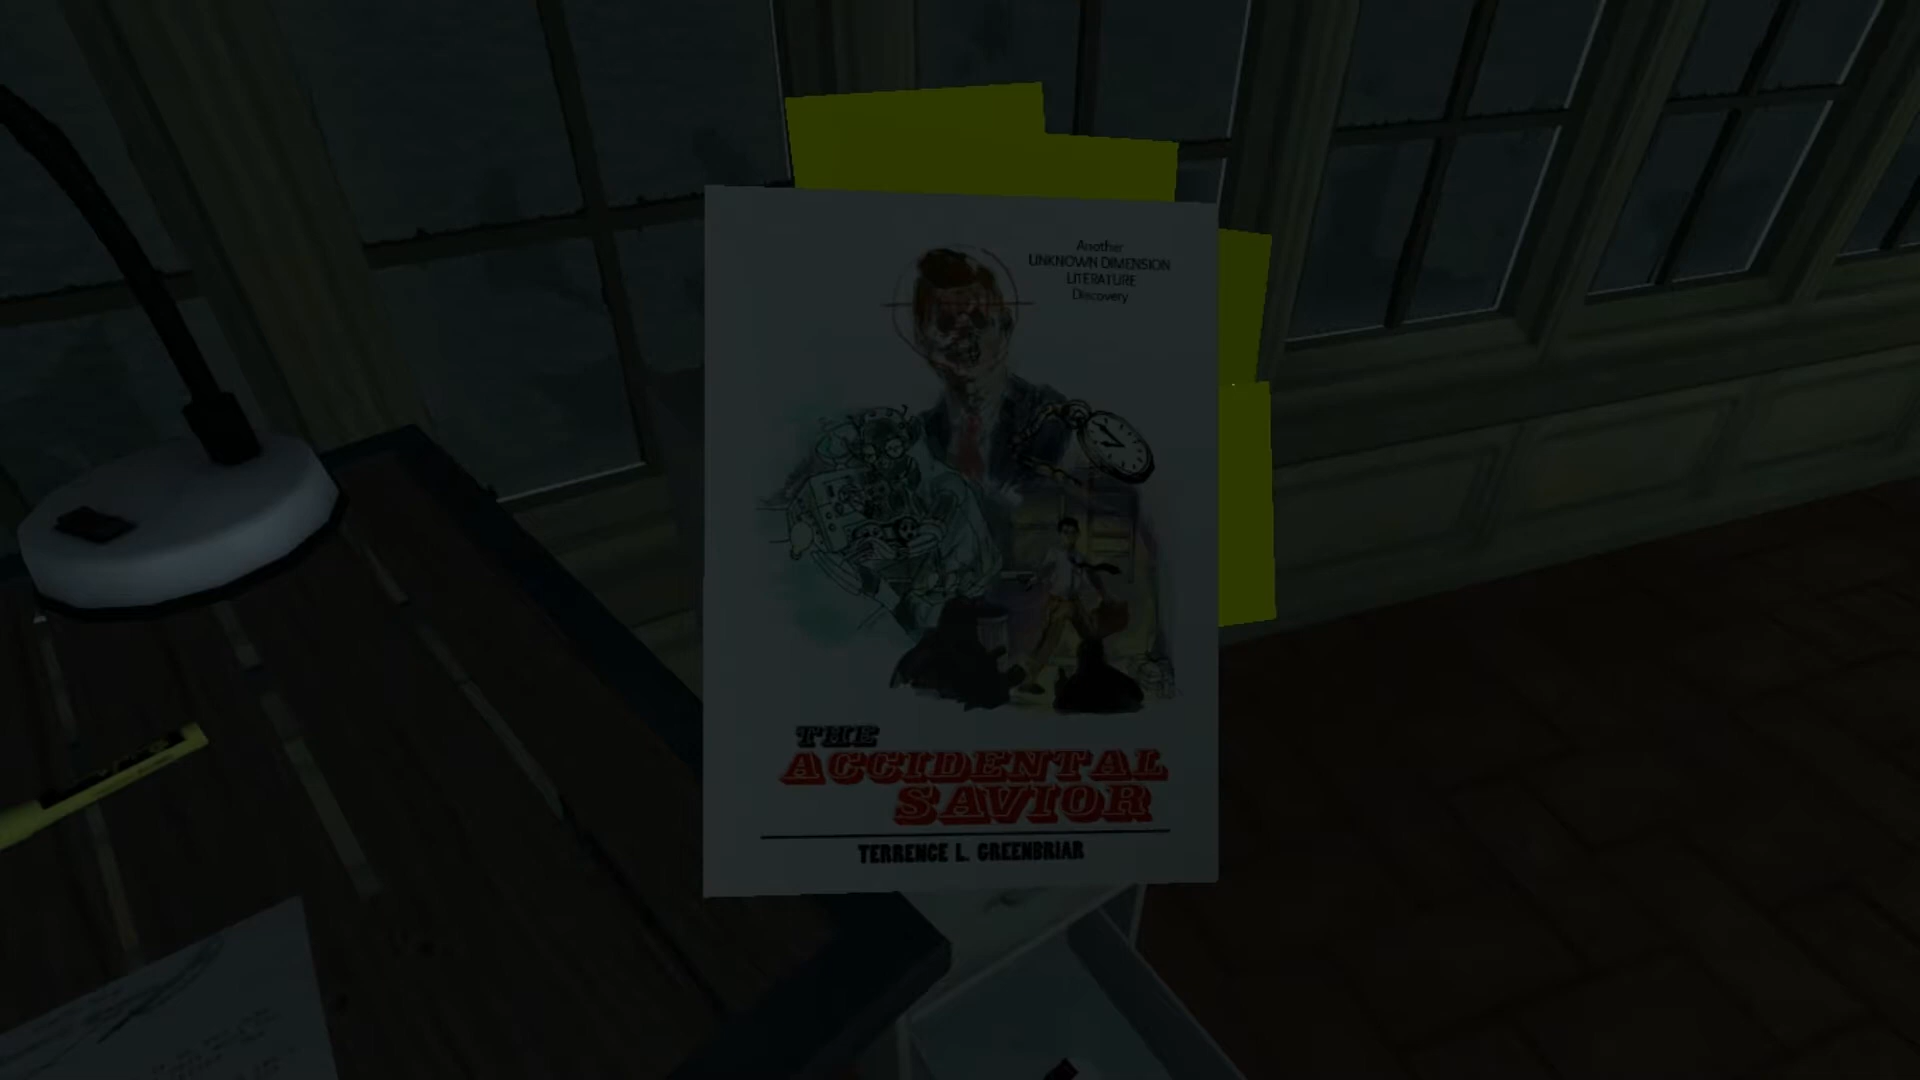 Another
UNKNOWN DIMENSION
LITERATURE
Discovery
THE
ACCIDENTAL
SAVIOR
TERRENCE L. GREENBRIAR